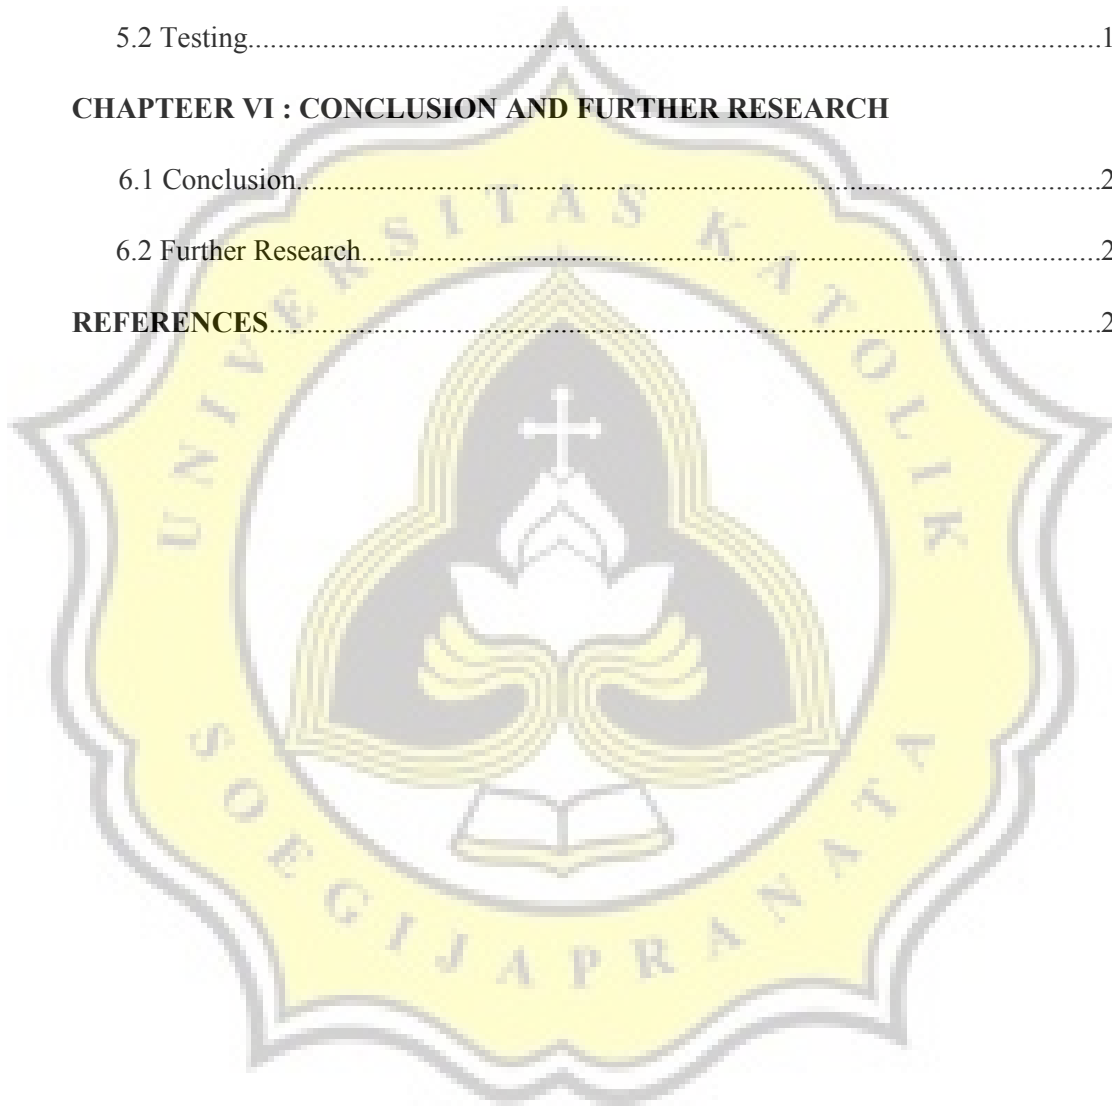 5.2 Testing.....................................................................................................................1
CHAPTEER VI : CONCLUSION AND FURTHER RESEARCH
6.1 Conclusion.............................................................................................................2
6.2 Further Research....................................................................................................2
REFERENCES................................................................................................................2
UNIVERSITAS KATOLIK
SOEGIJAPRANATA